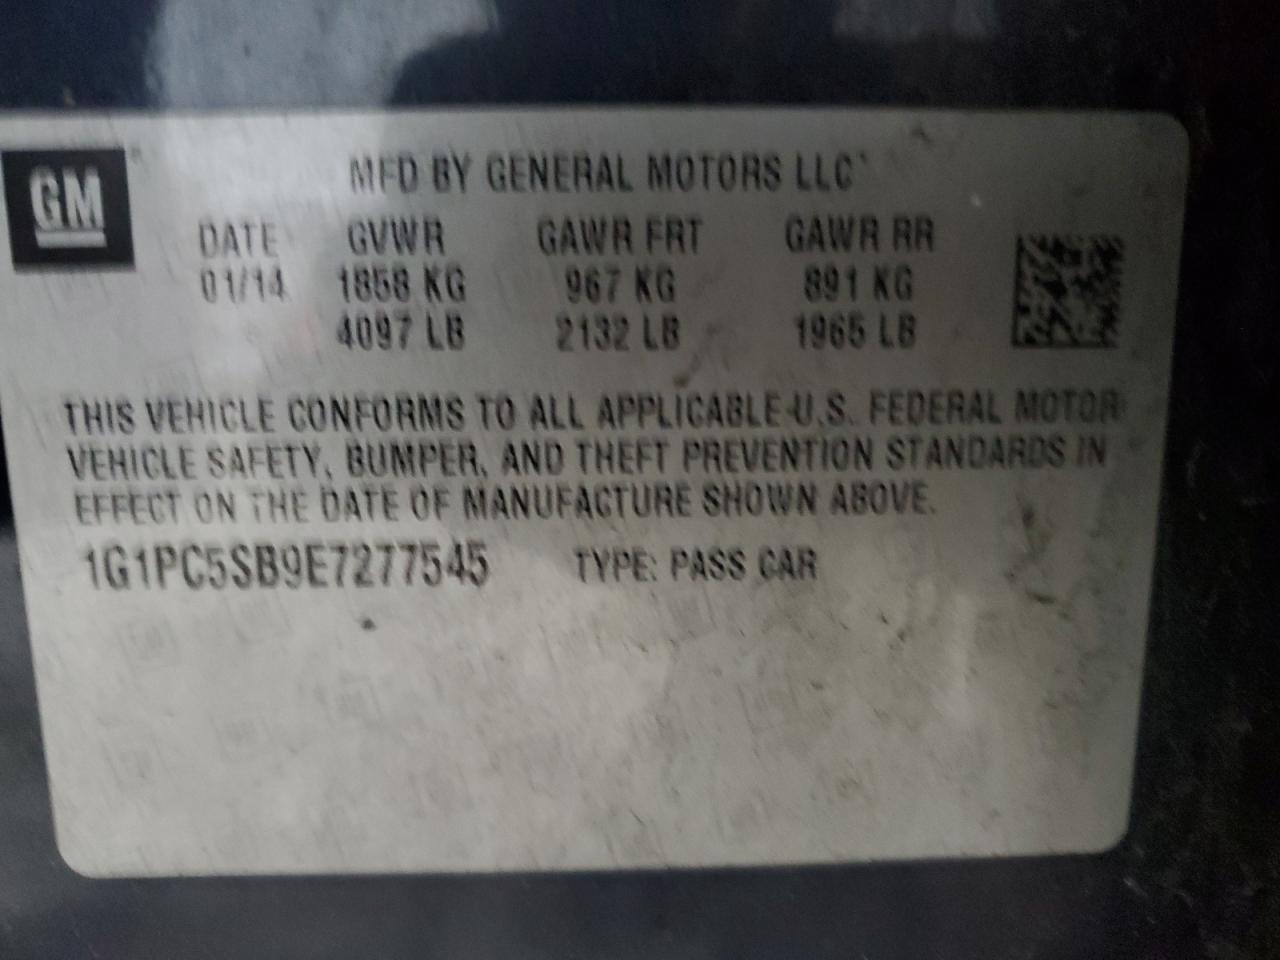 GM
MFD BY GENERAL MOTORS LLC
DATE GVWR GAWR FRT GAWR RR
01/14 1858 KG 967 KG 891 KG
4097 LB 2132 LB 1965 LB
THIS VEHICLE CONFORMS TO ALL APPLICABLE U.S. FEDERAL MOTOR
VEHICLE SAFETY, BUMPER, AND THEFT PREVENTION STANDARDS IN
EFFECT ON THE DATE OF MANUFACTURE SHOWN ABOVE.
1G1PC5SB9E7277545 TYPE: PASS CAR